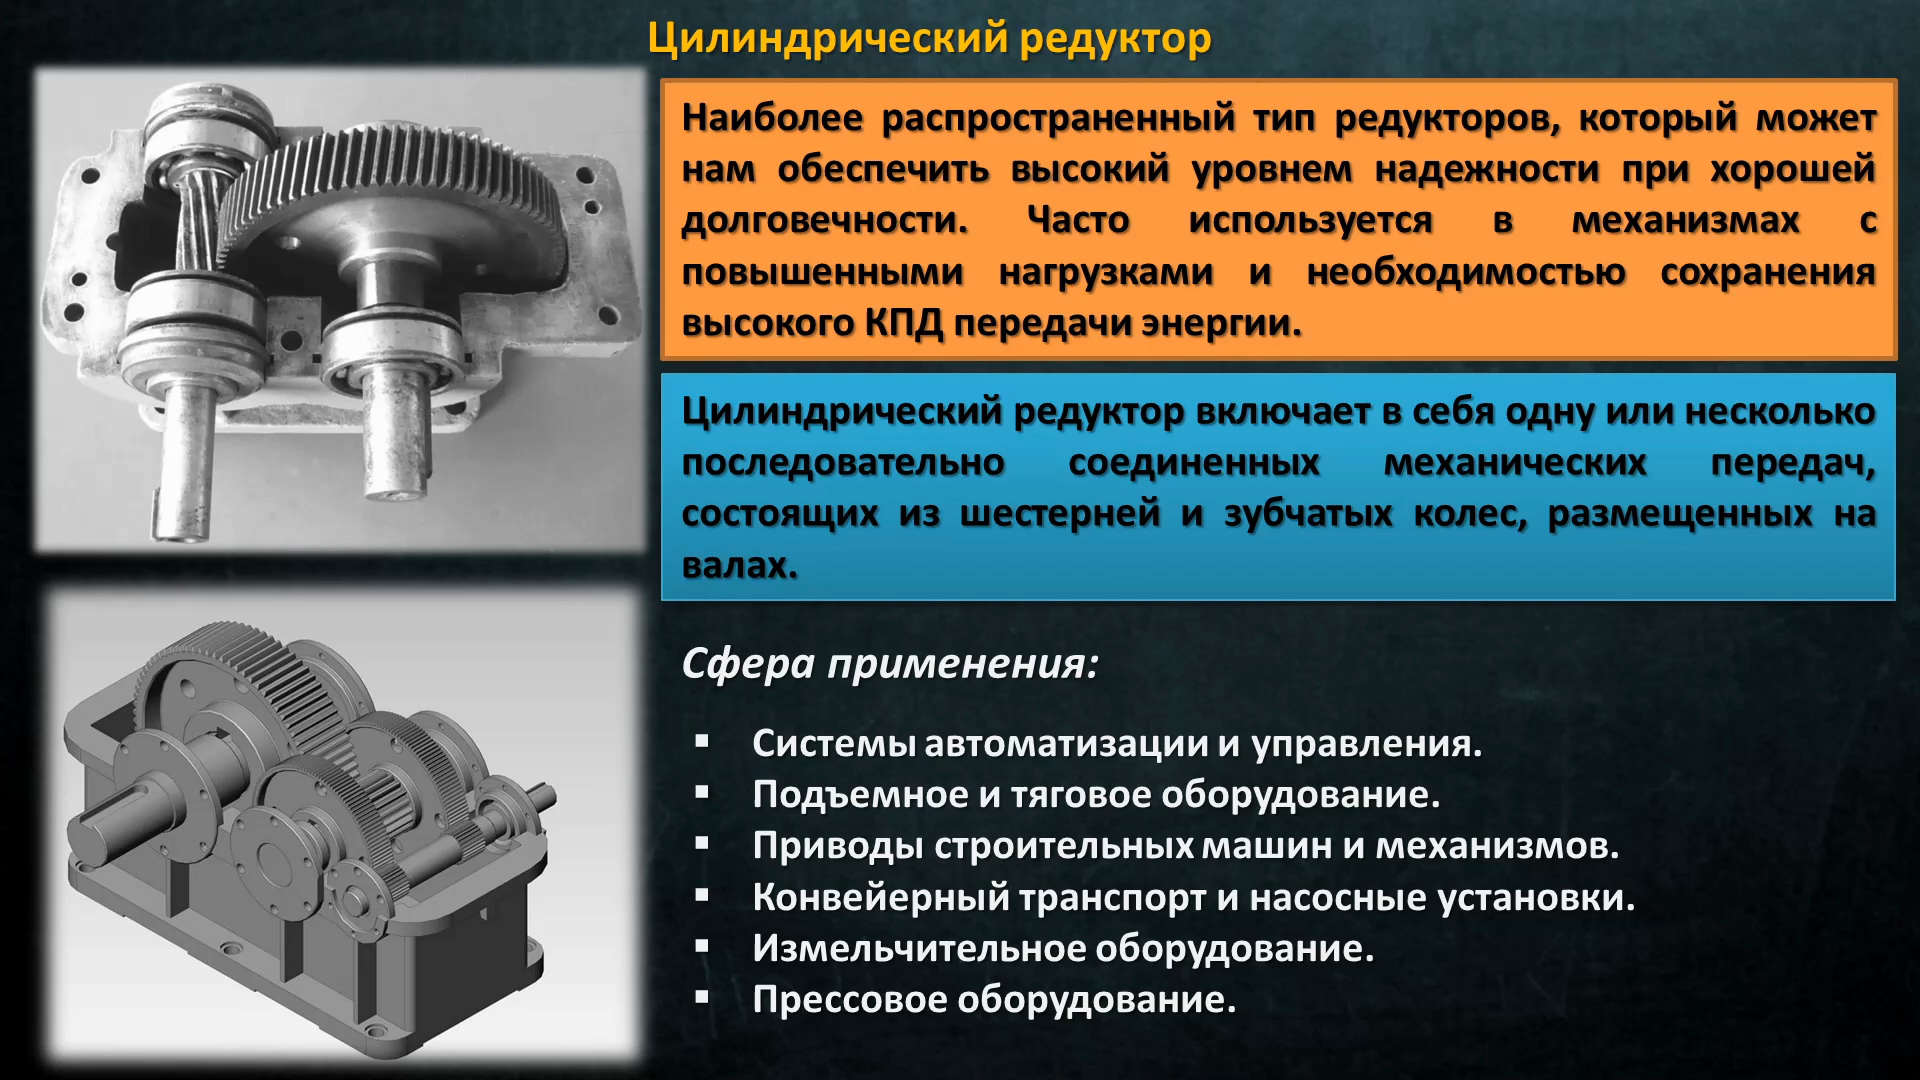 Цилиндрический редуктор
Наиболее распространенный тип редукторов, который может
нам обеспечить высокий уровнем надежности при хорошей
долговечности. Часто используется в механизмах с
повышенными нагрузками и необходимостью сохранения
высокого КПД передачи энергии.
Цилиндрический редуктор включает в себя одну или несколько
последовательно соединенных механических передач,
состоящих из шестерней и зубчатых колес, размещенных на
валах.
Сфера применения:
▪ Системы автоматизации и управления.
▪ Подъемное и тяговое оборудование.
▪ Приводы строительных машин и механизмов.
▪ Конвейерный транспорт и насосные установки.
▪ Измельчительное оборудование.
▪ Прессовое оборудование.